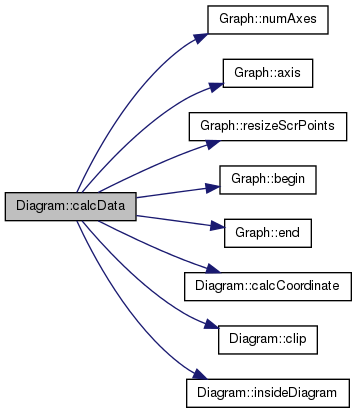 Graph::numAxes
Graph::axis
Graph::resizeScrPoints
Graph::begin
Diagram::calcData
Graph::end
Diagram::calcCoordinate
Diagram::clip
Diagram::insideDiagram